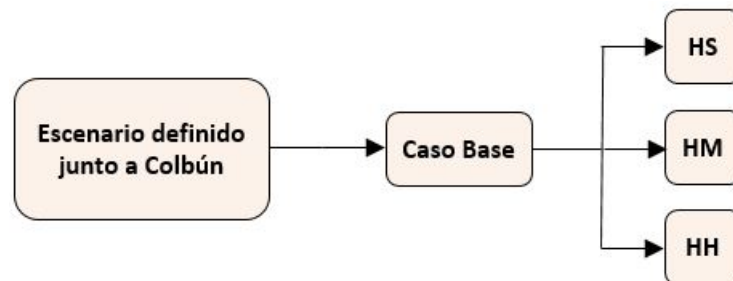 Escenario definido
junto a Colbún
Caso Base
HS
HM
HH